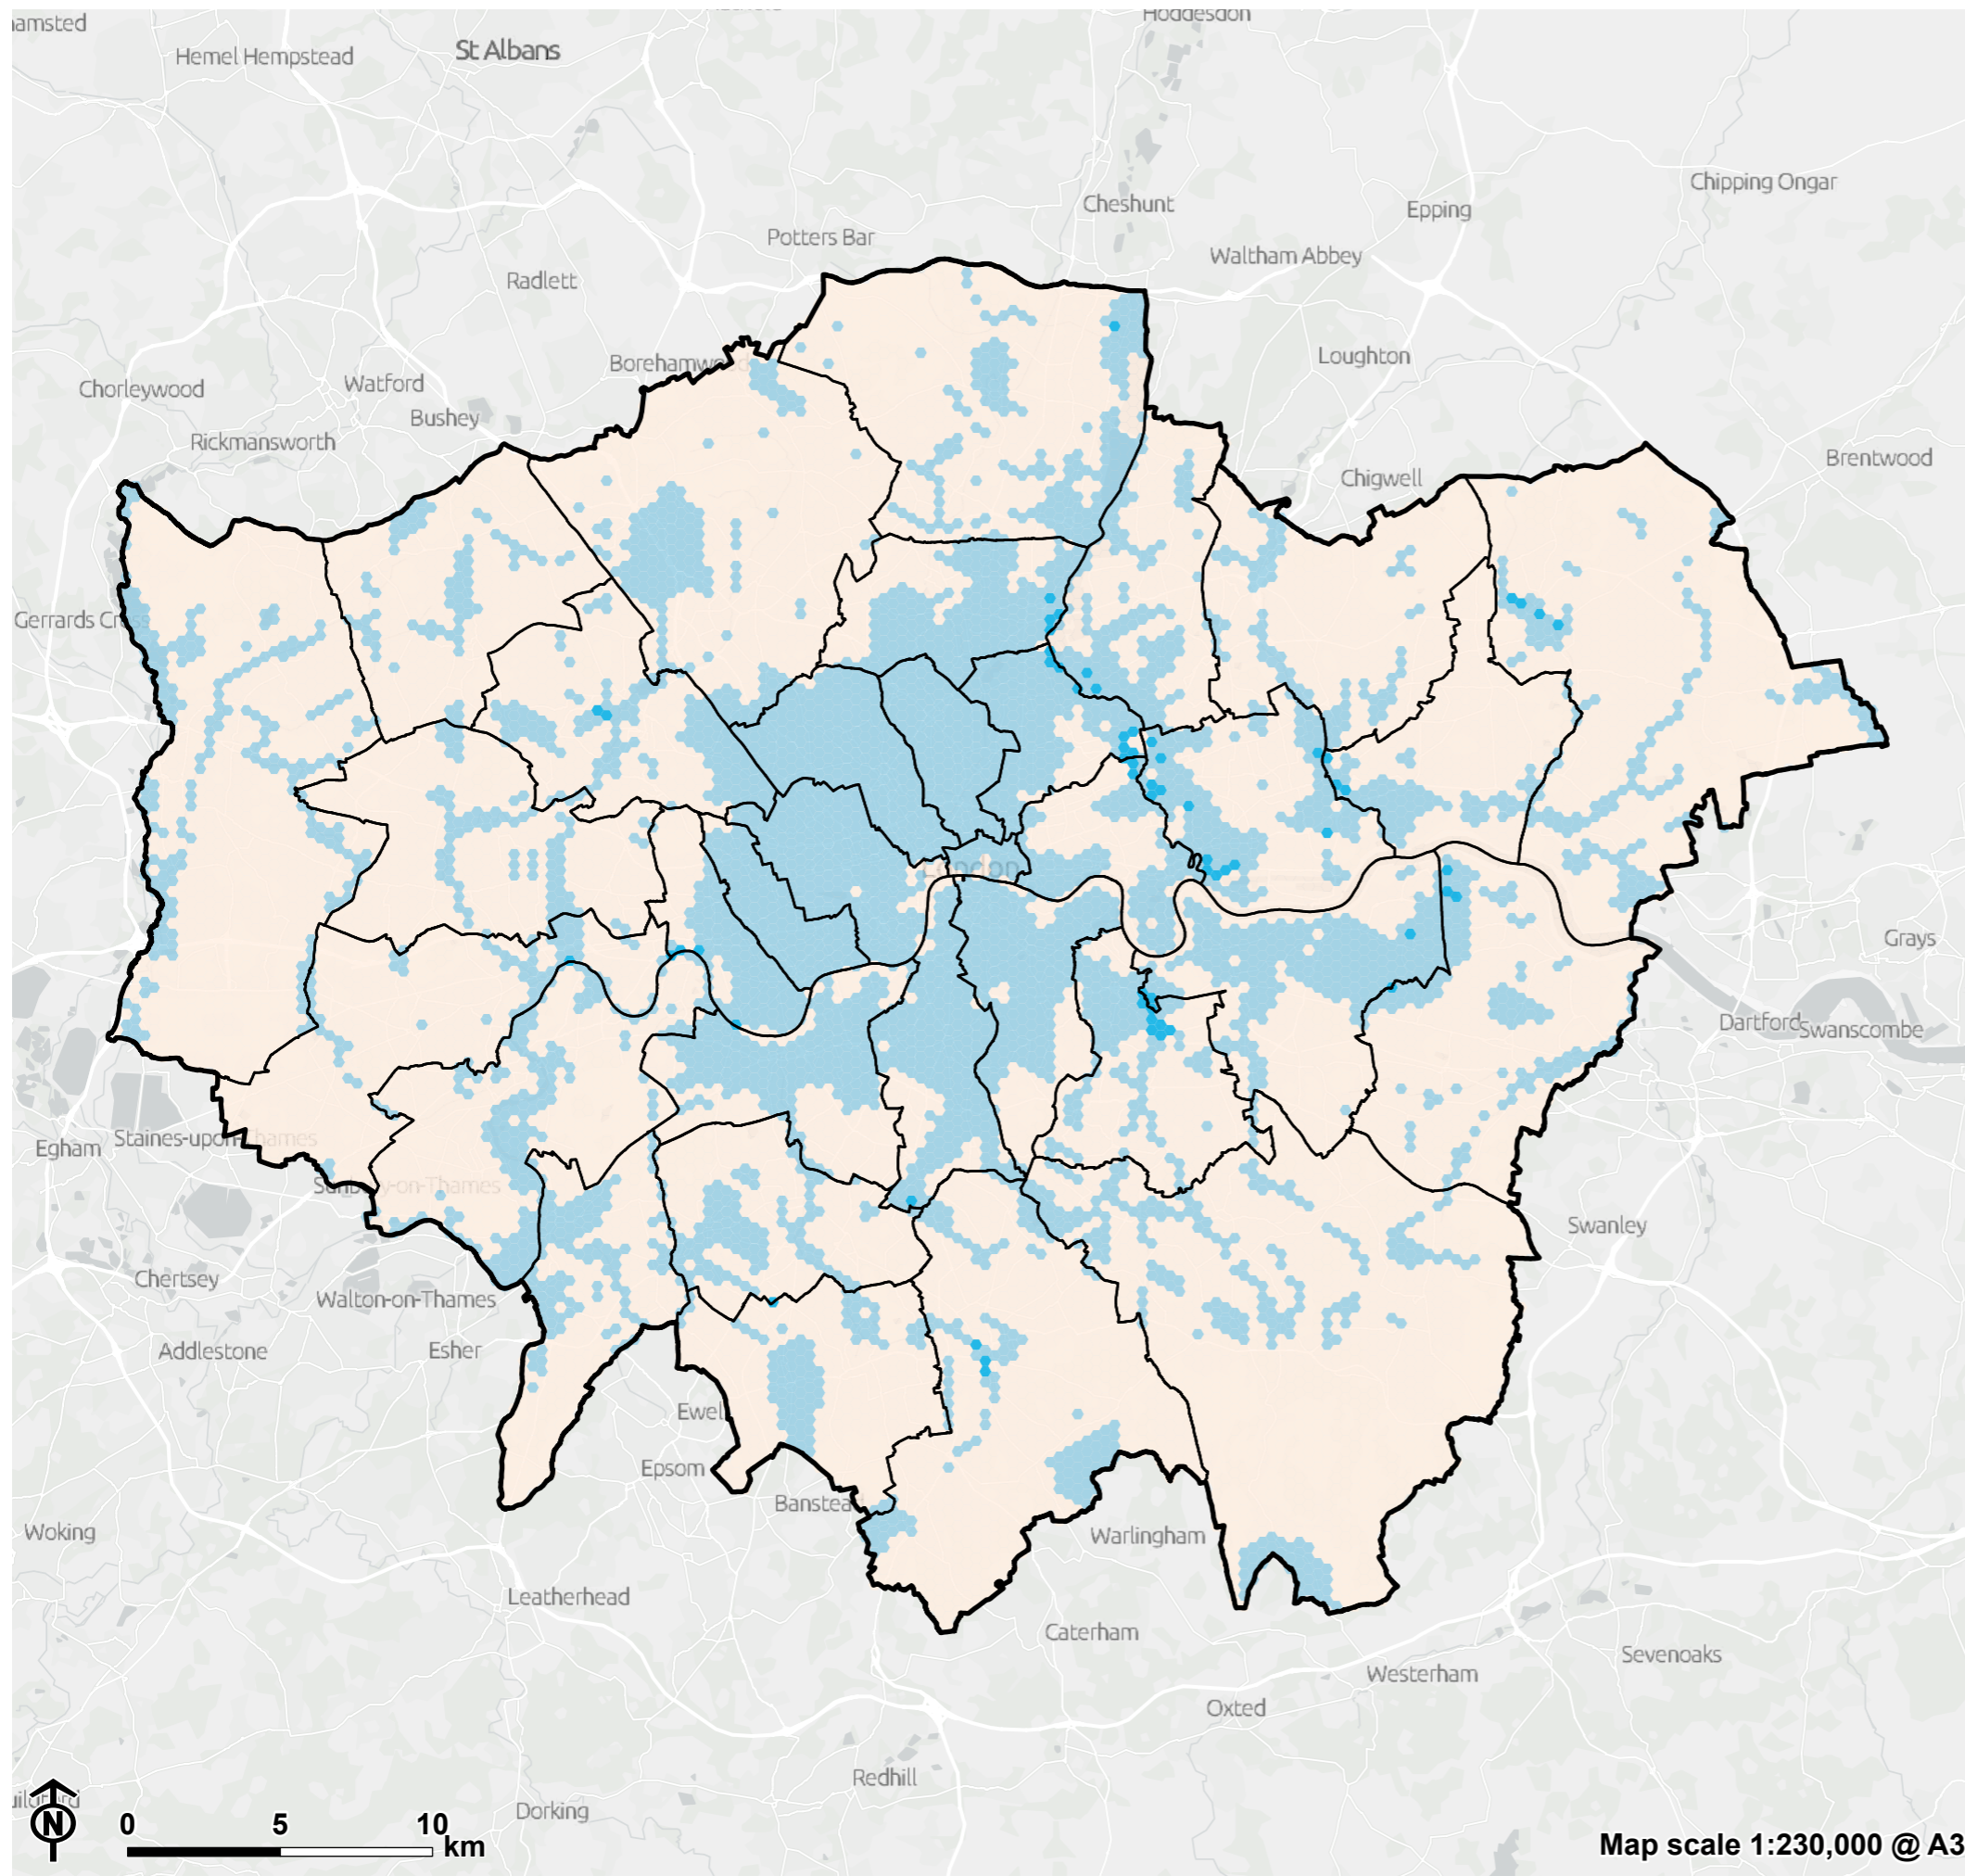 Hoddesdon
amsted
Hemel Hempstead
St Albans
Chipping Ongar
Cheshunt
Epping
Potters Bar
Waltham Abbey
Radlett
Loughton
Borehamwood
Chorleywood
Watford
Bushey
Rickmansworth
Brentwood
Chigwell
Gerrards Cr
London
Grays
Dartford
Swanscombe
Egham
Staines-upon-Thames
Sunbury-on-Thames
Swanley
Chertsey
Walton-on-Thames
Addlestone
Esher
Ewel
Epsom
Banstead
Woking
Warlingham
Leatherhead
Caterham
Sevenoaks
Westerham
Oxted
Redhill
Dorking
N
0 5 10
km
Map scale 1:230,000 @ A3